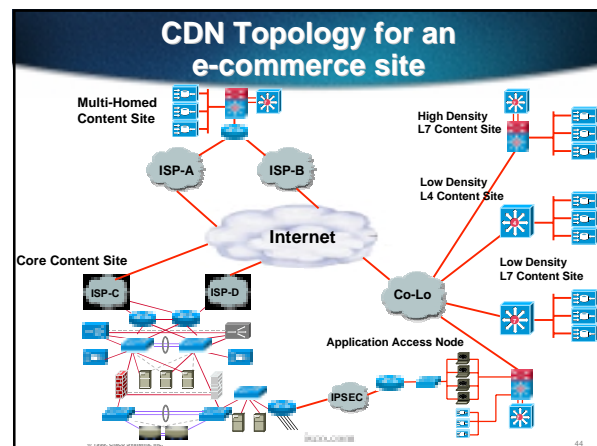 CDN Topology for an
e-commerce site
Multi-Homed
Content Site
High Density
L7 Content Site
ISP-A
ISP-B
Low Density
L4 Content Site
4
Internet
Core Content Site
Low Density
L7 Content Site
ISP-C
ISP-D
Co-Lo
Application Access Node
IPSEC
44